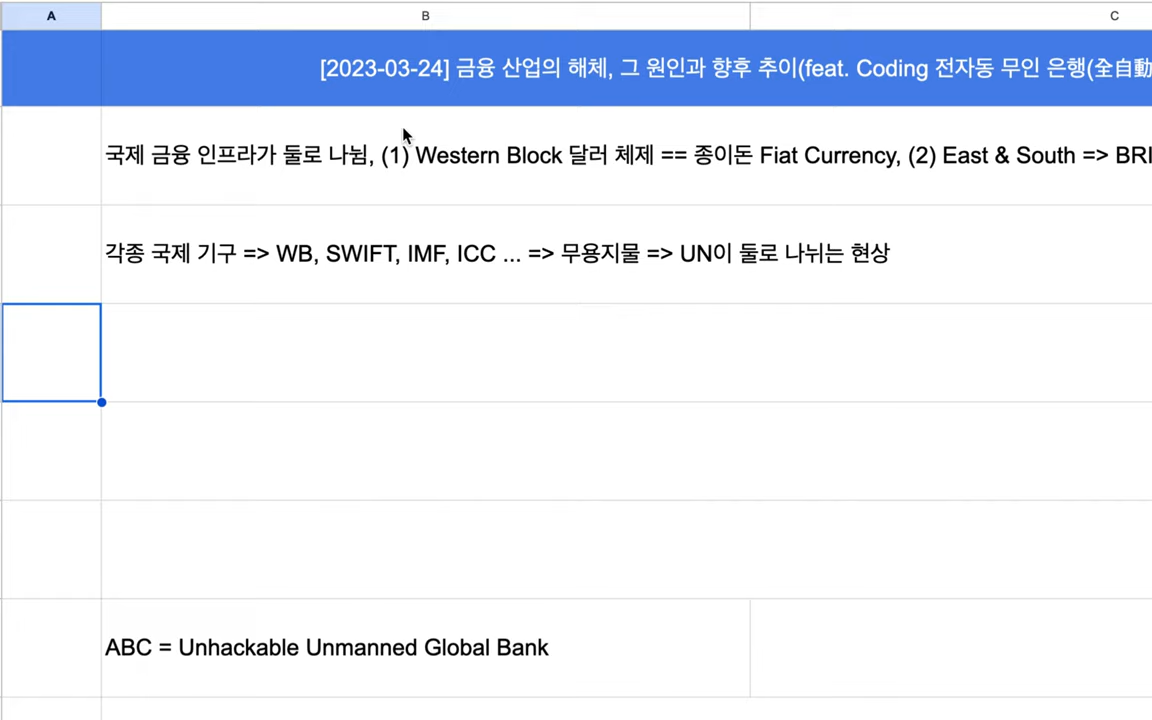 A B C
[2023-03-24] 금융 산업의 해체, 그 원인과 향후 추이(feat. Coding 전자동 무인 은행(全自動
국제 금융 인프라가 둘로 나뉨, (1) Western Block 달러 체제 == 종이돈 Fiat Currency, (2) East & South => BRI
각종 국제 기구 => WB, SWIFT, IMF, ICC ... => 무용지물 => UN이 둘로 나뉘는 현상
ABC = Unhackable Unmanned Global Bank